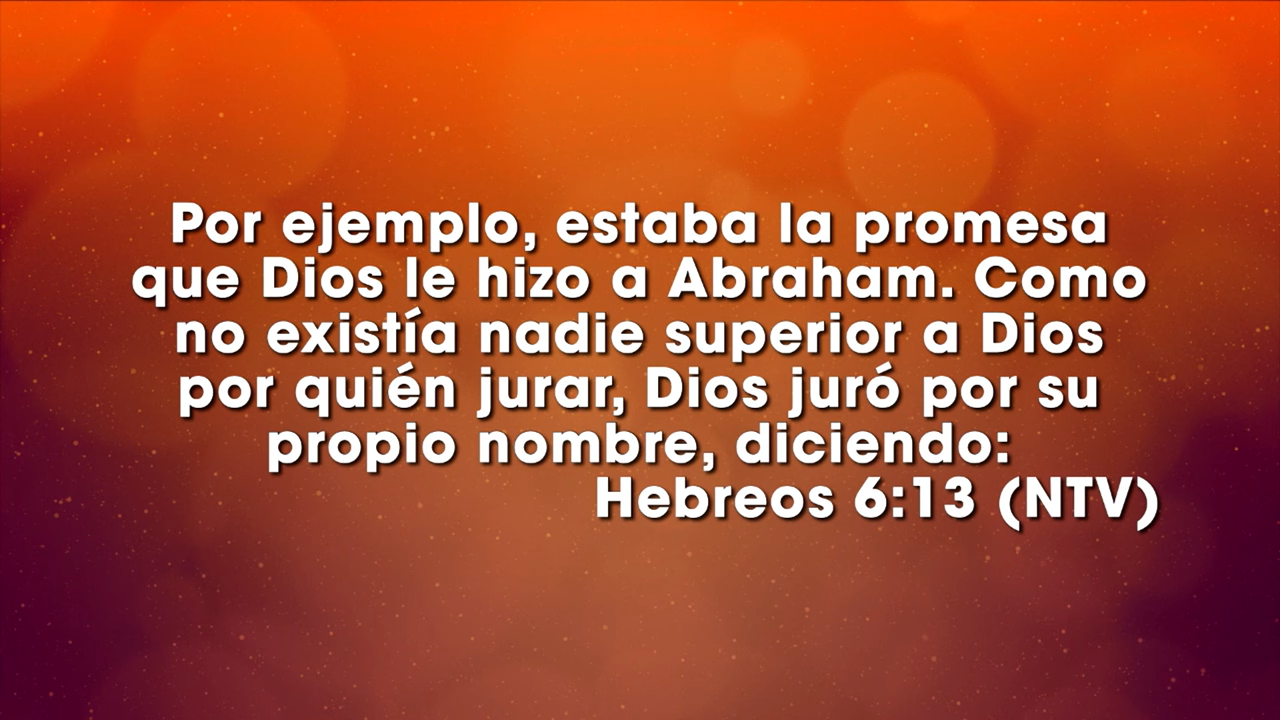 Por ejemplo, estaba la promesa
que Dios le hizo a Abraham. Como
no existía nadie superior a Dios
por quién jurar, Dios juró por su
propio nombre, diciendo:
Hebreos 6:13 (NTV)